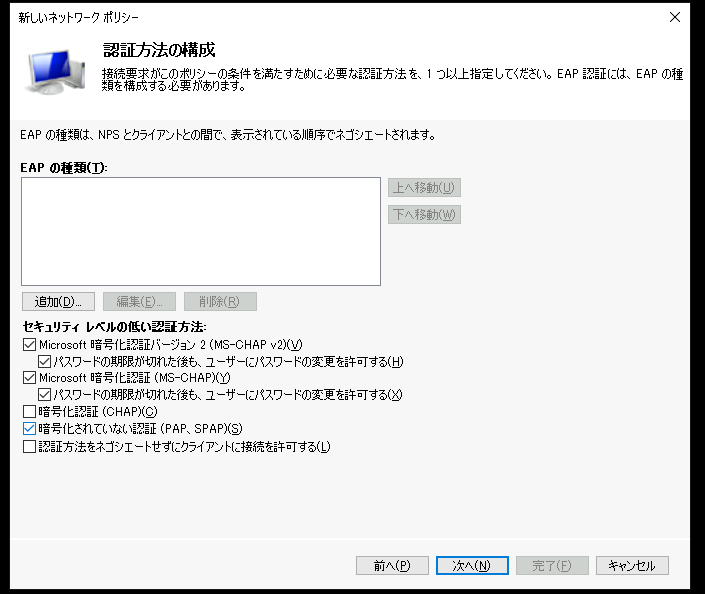 新しいネットワーク ポリシー
認証方法の構成
接続要求がこのポリシーの条件を満たすために必要な認証方法を、1 つ以上指定してください。EAP 認証には、EAP の種
類を構成する必要があります。
EAP の種類は、NPS とクライアントとの間で、表示されている順序でネゴシエートされます。
EAP の種類(T):
上へ移動(U)
下へ移動(W)
追加(D)... 編集(E)... 削除(R)
セキュリティ レベルの低い認証方法:
Microsoft 暗号化認証バージョン 2 (MS-CHAP v2)(V)
パスワードの期限が切れた後も、ユーザーにパスワードの変更を許可する(H)
Microsoft 暗号化認証 (MS-CHAP)(Y)
パスワードの期限が切れた後も、ユーザーにパスワードの変更を許可する(X)
暗号化認証 (CHAP)(C)
暗号化されていない認証 (PAP、SPAP)(S)
認証方法をネゴシエートせずにクライアントに接続を許可する(L)
前へ(P) 次へ(N) 完了(F) キャンセル